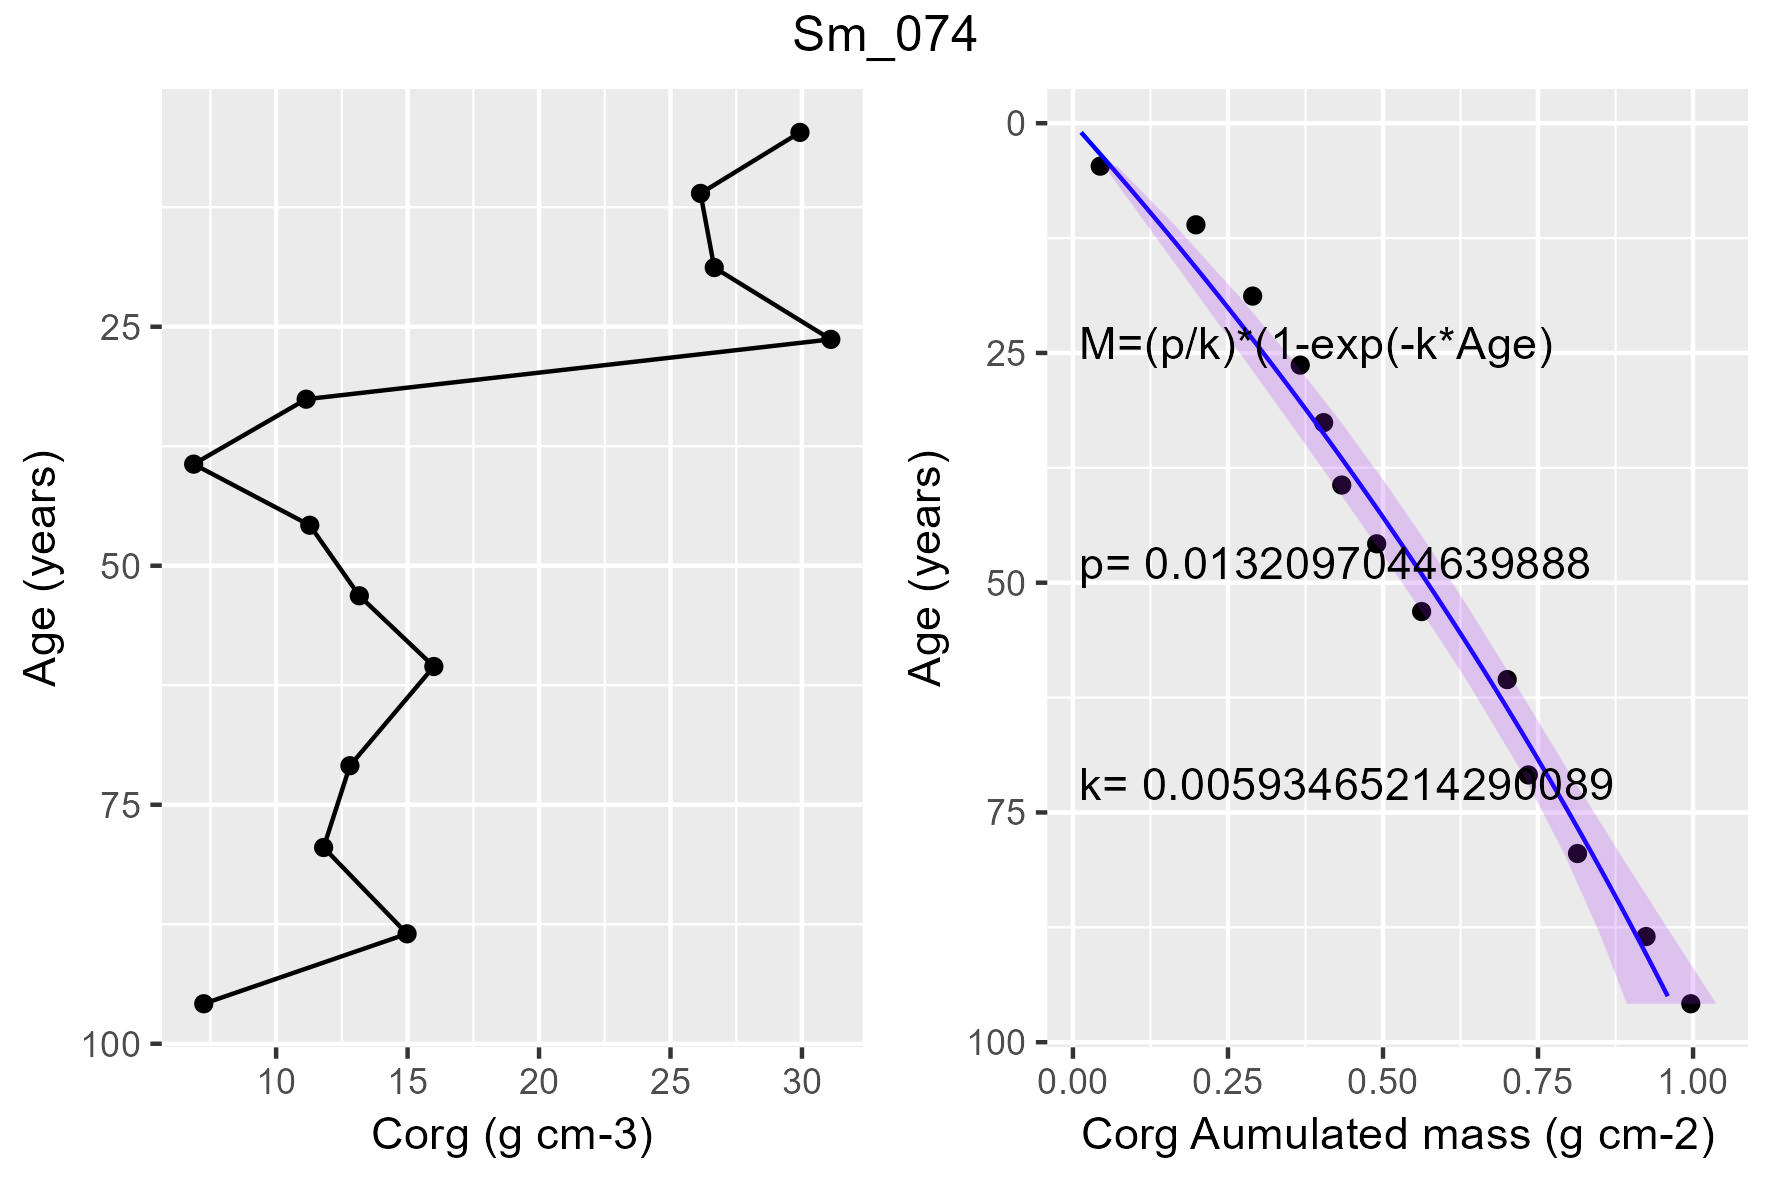 Sm_074
Age (years)
25
50
75
100
10 15 20 25 30
Corg (g cm-3)
Age (years)
0
25
50
75
100
M=(p/k)*(1-exp(-k*Age)
p= 0.0132097044639888
k= 0.00593465214290089
0.00 0.25 0.50 0.75 1.00
Corg Aumulated mass (g cm-2)